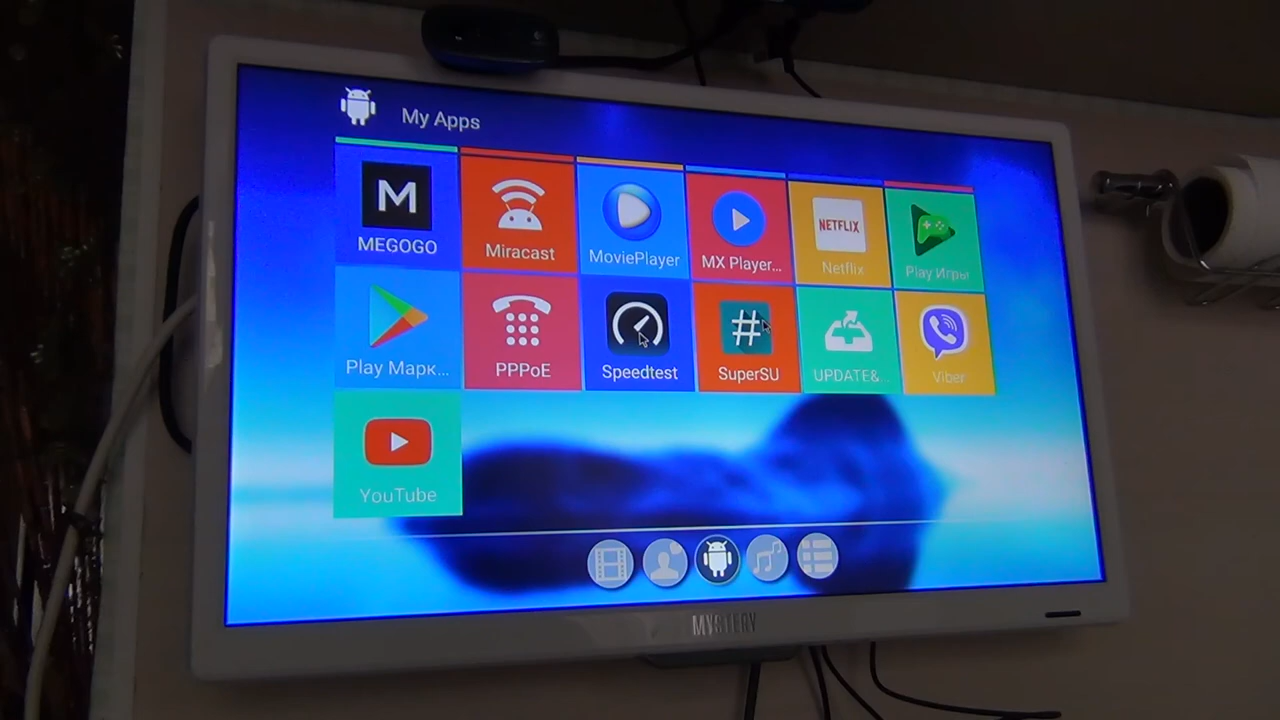 My Apps
M
MEGOGO
Miracast
MoviePlayer
MX Player...
NETFLIX
Netflix
Play Игры
Play Марк...
PPPoE
Speedtest
#
SuperSU
UPDATE&...
Viber
YouTube
MYSTERY